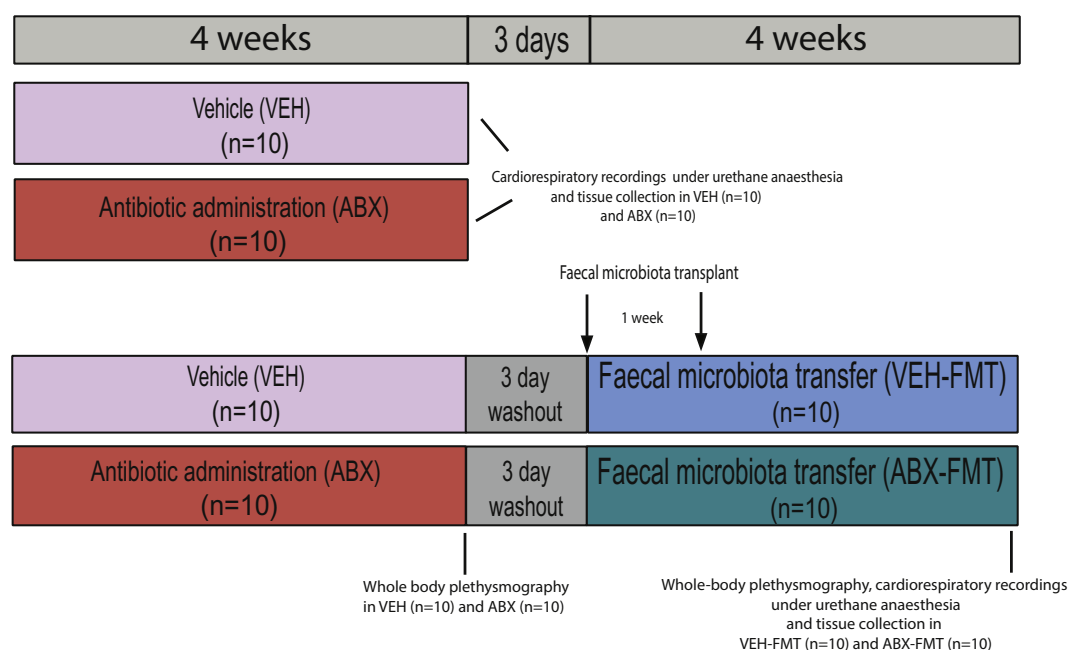 4 weeks
3 days
4 weeks
Vehicle (VEH)
(n=10)
Antibiotic administration (ABX)
(n=10)
Cardiorespiratory recordings under urethane anaesthesia
and tissue collection in VEH (n=10)
and ABX (n=10)
Faecal microbiota transplant
1 week
Vehicle (VEH)
(n=10)
3 day
washout
Faecal microbiota transfer (VEH-FMT)
(n=10)
Antibiotic administration (ABX)
(n=10)
3 day
washout
Faecal microbiota transfer (ABX-FMT)
(n=10)
Whole body plethysmography
in VEH (n=10) and ABX (n=10)
Whole-body plethysmography, cardiorespiratory recordings
under urethane anaesthesia
and tissue collection in
VEH-FMT (n=10) and ABX-FMT (n=10)